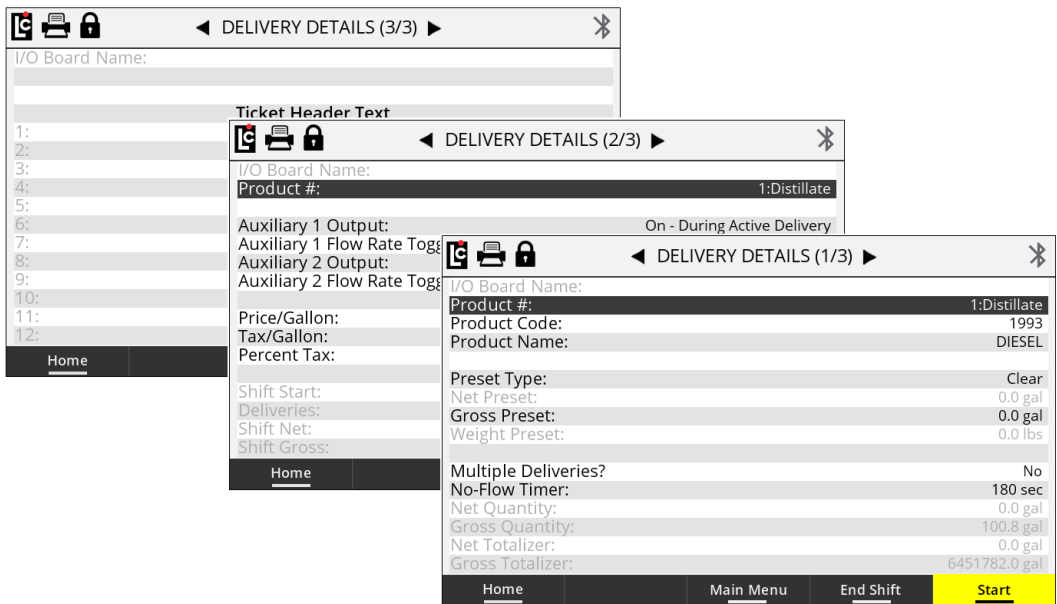 LC
DELIVERY DETAILS (3/3)
I/O Board Name:
Ticket Header Text
1:
2:
3:
4:
5:
6:
7:
8:
9:
10:
11:
12:
Home
LC
DELIVERY DETAILS (2/3)
I/O Board Name:
Product #: 1:Distillate
Auxiliary 1 Output: On - During Active Delivery
Auxiliary 1 Flow Rate Togg
Auxiliary 2 Output:
Auxiliary 2 Flow Rate Togg
Price/Gallon:
Tax/Gallon:
Percent Tax:
Shift Start:
Deliveries:
Shift Net:
Shift Gross:
Home
LC
DELIVERY DETAILS (1/3)
I/O Board Name:
Product #: 1:Distillate
Product Code: 1993
Product Name: DIESEL
Preset Type: Clear
Net Preset: 0.0 gal
Gross Preset: 0.0 gal
Weight Preset: 0.0 lbs
Multiple Deliveries? No
No-Flow Timer: 180 sec
Net Quantity: 0.0 gal
Gross Quantity: 100.8 gal
Net Totalizer: 0.0 gal
Gross Totalizer: 6451782.0 gal
Home Main Menu End Shift Start